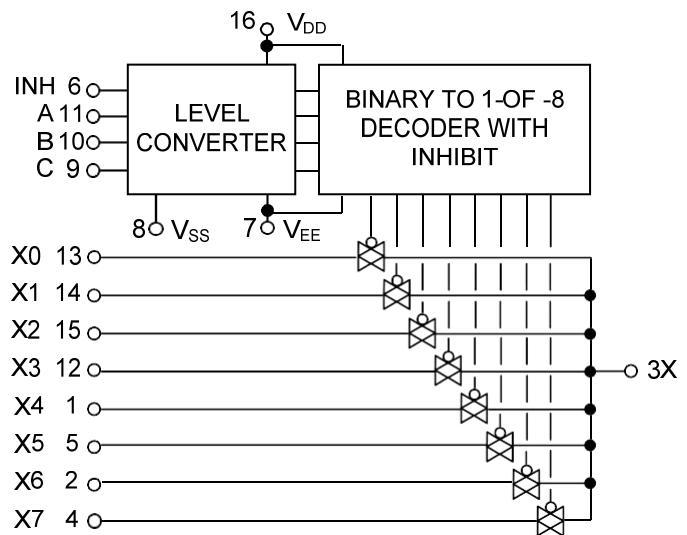 16 VDD
INH 6
A 11
B 10
C 9
LEVEL
CONVERTER
BINARY TO 1-OF -8
DECODER WITH
INHIBIT
8 VSS
7 VEE
X0 13
X1 14
X2 15
X3 12
3X
X4 1
X5 5
X6 2
X7 4